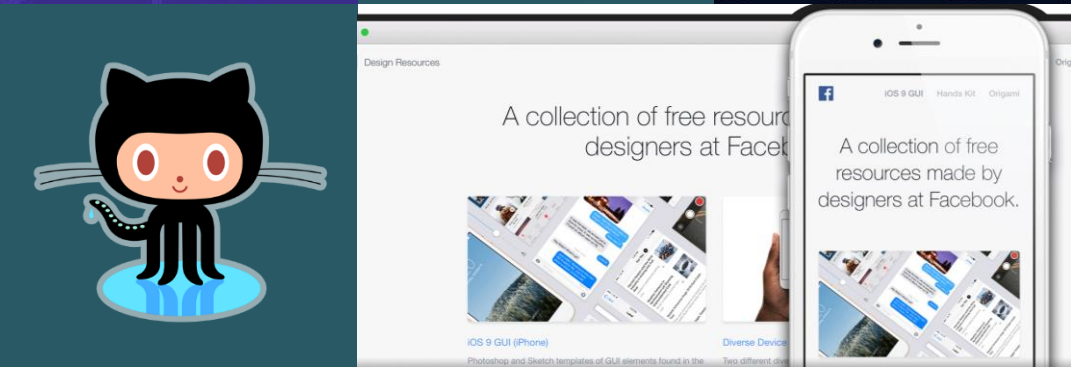 Design Resources
A collection of free resourc
designers at Faceb
iOS 9 GUI (iPhone)
Photoshop and Sketch templates of GUI elements found in the
Diverse Device
Two different dive
Orig
iOS 9 GUI Hands Kit Origami
A collection of free
resources made by
designers at Facebook.